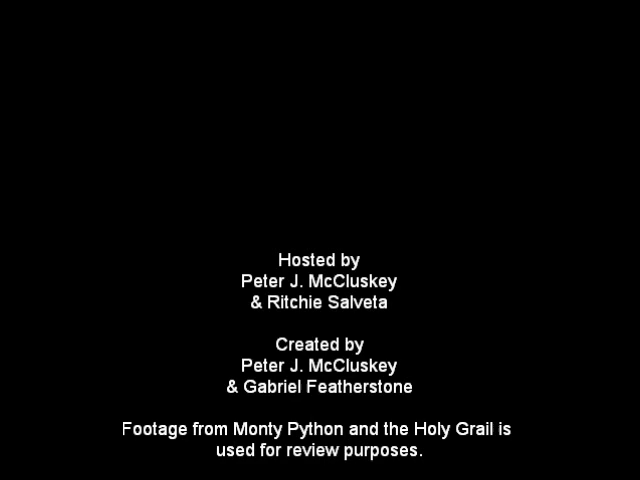 Hosted by
Peter J. McCluskey
& Ritchie Salveta
Created by
Peter J. McCluskey
& Gabriel Featherstone
Footage from Monty Python and the Holy Grail is
used for review purposes.